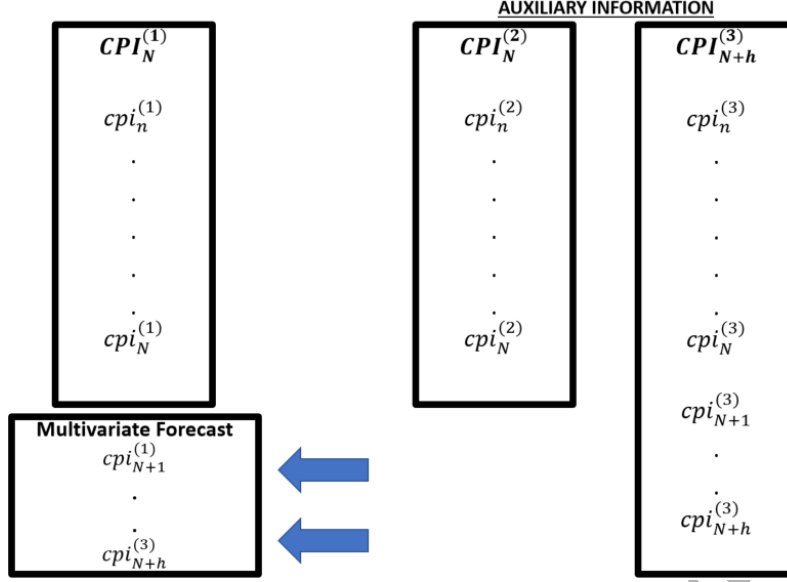 AUXILIARY INFORMATION
CPI_N^(1)
cpi_n^(1)
.
.
.
.
.
cpi_N^(1)
Multivariate Forecast
cpi_{N+1}^(1)
.
.
cpi_{N+h}^(3)
CPI_N^(2)
cpi_n^(2)
.
.
.
.
.
cpi_N^(2)
CPI_{N+h}^(3)
cpi_n^(3)
.
.
.
.
.
cpi_N^(3)
cpi_{N+1}^(3)
.
.
cpi_{N+h}^(3)